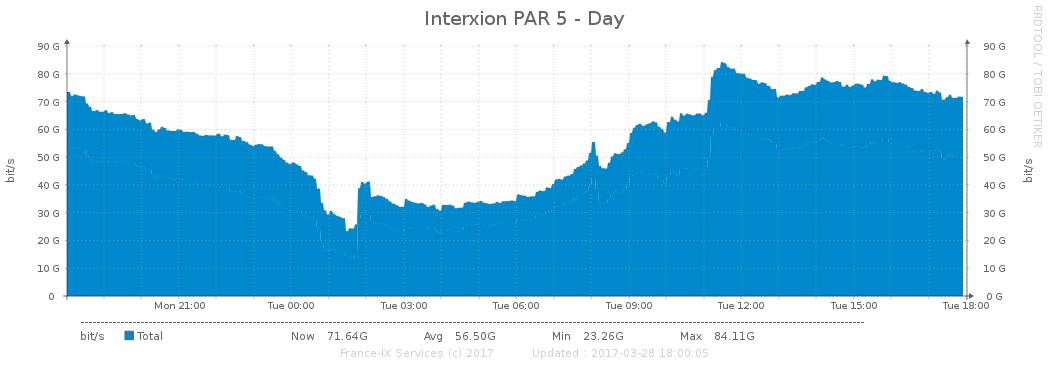 Interxion PAR 5 - Day
RRDTOOL / TOBI OETIKER
bit/s
90 G 90 G
80 G 80 G
70 G 70 G
60 G 60 G
50 G 50 G
40 G 40 G
30 G 30 G
20 G 20 G
10 G 10 G
0 0 G
bit/s
Mon 21:00 Tue 00:00 Tue 03:00 Tue 06:00 Tue 09:00 Tue 12:00 Tue 15:00 Tue 18:00
bit/s Total Now 71.64G Avg 56.50G Min 23.26G Max 84.11G
France-IX Services (c) 2017 Updated : 2017-03-28 18:00:05